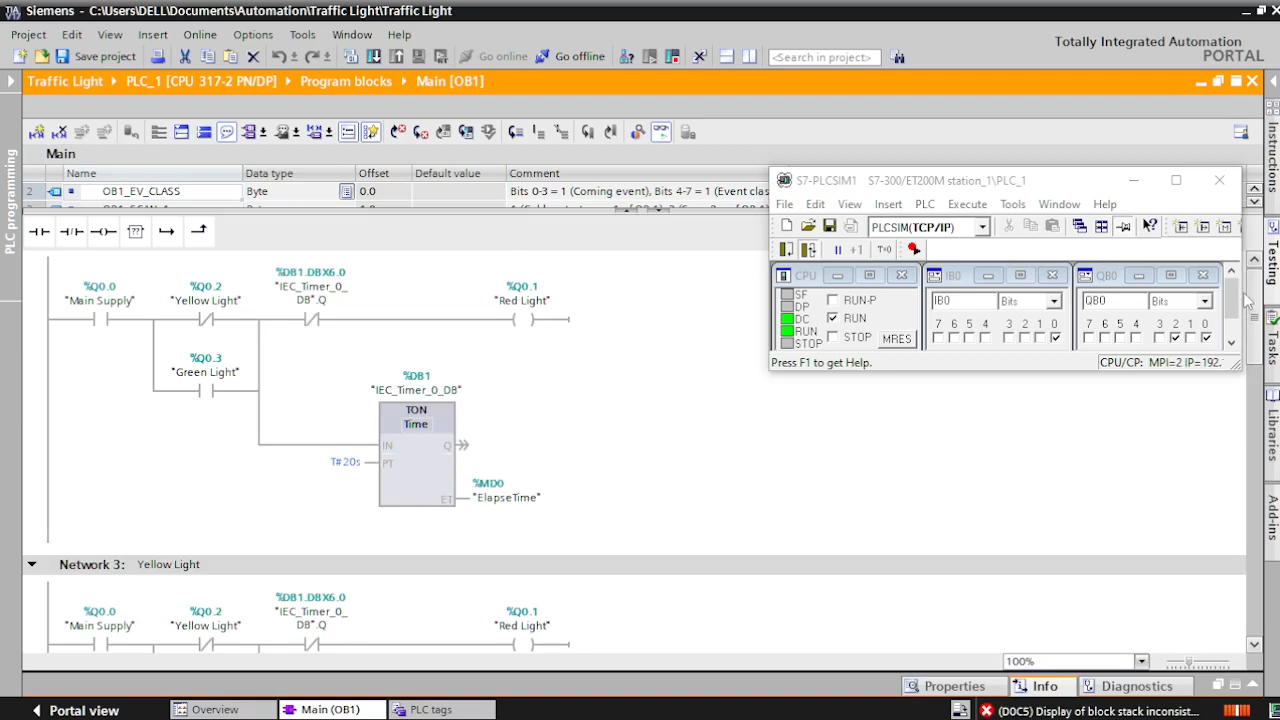 Siemens - C:\Users\DELL\Documents\Automation\Traffic Light\Traffic Light
Project Edit View Insert Online Options Tools Window Help
Totally Integrated Automation
PORTAL
Save project Go online Go offline <Search in project>
Traffic Light PLC_1 [CPU 317-2 PN/DP] Program blocks Main [OB1]
PLC programming
Main
Name Data type Offset Default value Comment
2 OB1_EV_CLASS Byte 0.0 Bits 0-3 = 1 (Coming event), Bits 4-7 = 1 (Event class
S7-PLCSIM1 S7-300/ET200M station_1\PLC_1
File Edit View Insert PLC Execute Tools Window Help
PLCSIM(TCP/IP)
+1 T=0
CPU
SF
DP
DC
RUN
STOP
RUN-P
RUN
STOP
MRES
IB0
IB0 Bits
7 6 5 4 3 2 1 0
QB0
QB0 Bits
7 6 5 4 3 2 1 0
Press F1 to get Help.
CPU/CP: MPI=2 IP=192.
%Q0.0
"Main Supply"
%Q0.2
"Yellow Light"
%DB1.DBX6.0
"IEC_Timer_0_
DB".Q
%Q0.1
"Red Light"
%Q0.3
"Green Light"
%DB1
"IEC_Timer_0_DB"
TON
Time
IN Q
T#20s PT
%MD0
ET "ElapseTime"
Network 3: Yellow Light
%Q0.0
"Main Supply"
%Q0.2
"Yellow Light"
%DB1.DBX6.0
"IEC_Timer_0_
DB".Q
%Q0.1
"Red Light"
100%
Properties Info Diagnostics
Portal view Overview Main (OB1) PLC tags (D0C5) Display of block stack inconsist...
Instructions
Testing
Tasks
Libraries
Add-ins